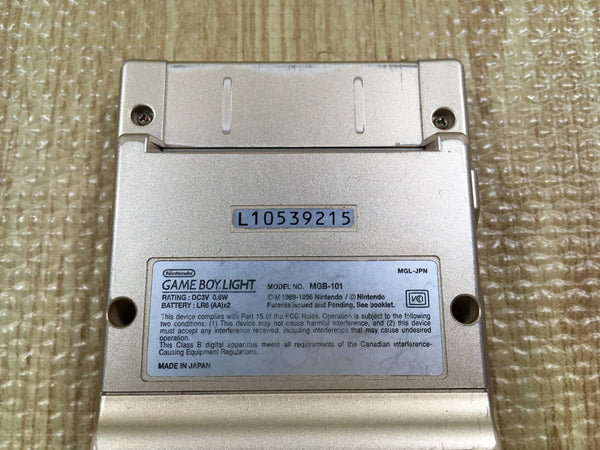 L10539215
Nintendo
GAME BOY LIGHT
MODEL NO. MGB-101
MGL-JPN
RATING : DC3V 0.6W
BATTERY : LR6 (AA)x2
©/Ⓜ 1989-1996 Nintendo / © Nintendo
Patents issued and Pending, See booklet.
This device complies with Part 15 of the FCC Rules. Operation is subject to the following
two conditions: (1) This device may not cause harmful interference, and (2) this device
must accept any interference received, including interference that may cause undesired
operation.
This Class B digital apparatus meets all requirements of the Canadian Interference-
Causing Equipment Regulations.
MADE IN JAPAN